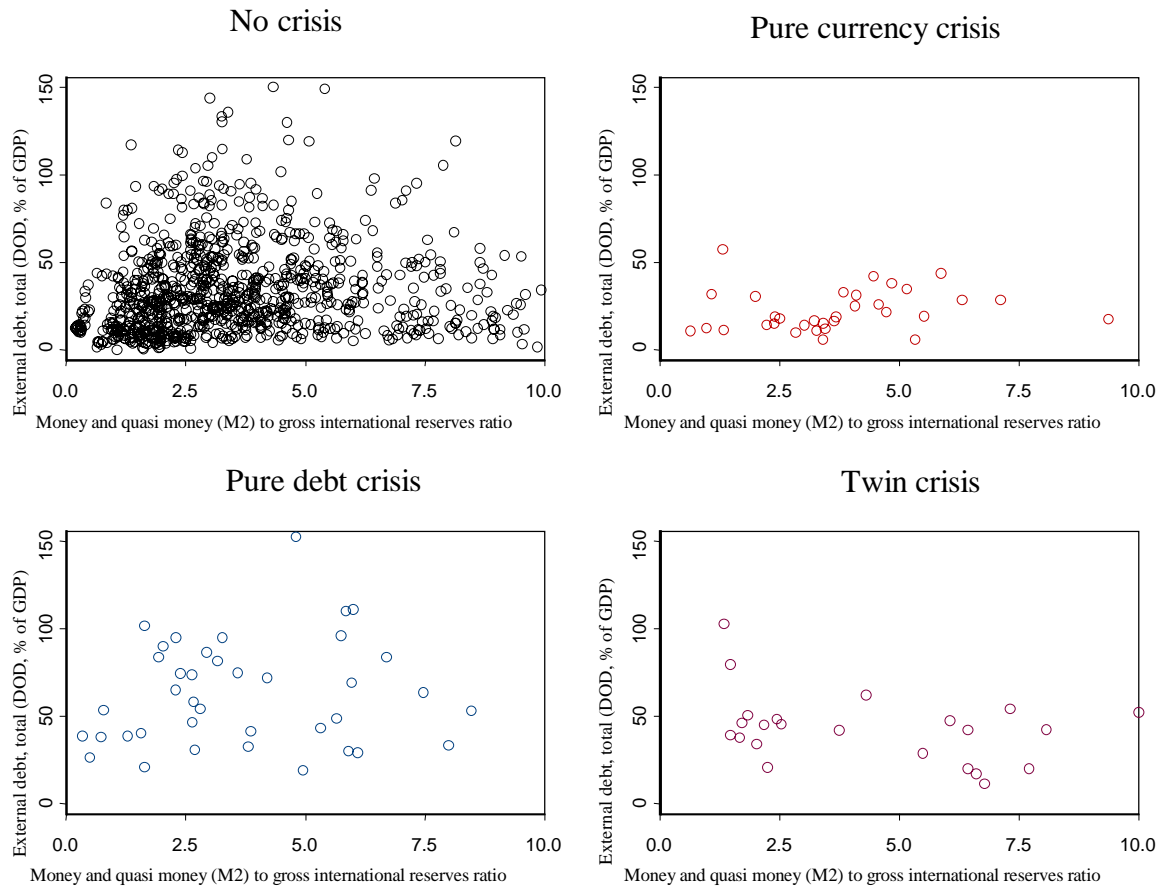 No crisis
External debt, total (DOD, % of GDP)
150
100
50
0
0.0 2.5 5.0 7.5 10.0
Money and quasi money (M2) to gross international reserves ratio
Pure currency crisis
External debt, total (DOD, % of GDP)
150
100
50
0
0.0 2.5 5.0 7.5 10.0
Money and quasi money (M2) to gross international reserves ratio
Pure debt crisis
External debt, total (DOD, % of GDP)
150
100
50
0
0.0 2.5 5.0 7.5 10.0
Money and quasi money (M2) to gross international reserves ratio
Twin crisis
External debt, total (DOD, % of GDP)
150
100
50
0
0.0 2.5 5.0 7.5 10.0
Money and quasi money (M2) to gross international reserves ratio